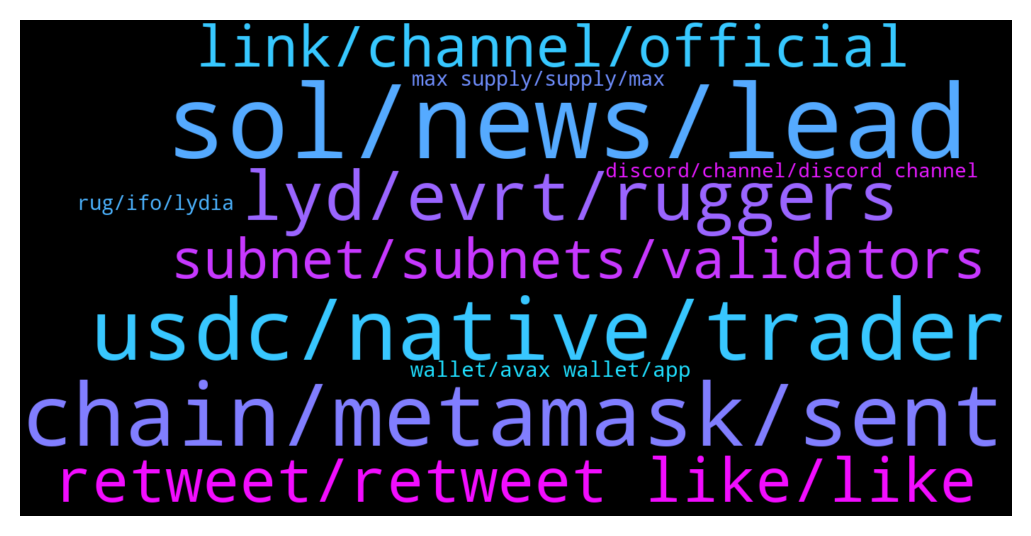 link/channel/official
max supply/supply/max
sol/news/lead
discord/channel/discord channel
lyd/evrt/ruggers
rug/ifo/lydia
subnet/subnets/validators
usdc/native/trader
wallet/avax wallet/app
chain/metamask/sent
retweet/retweet like/like